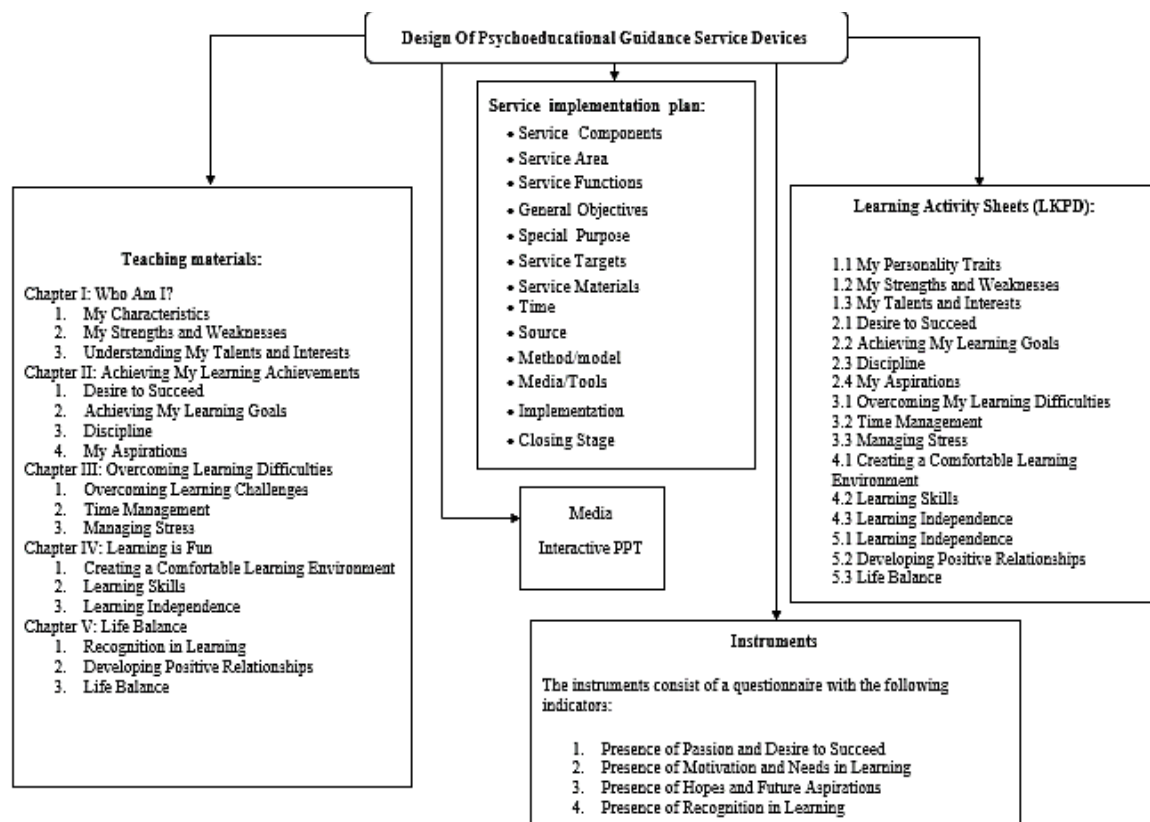 Design Of Psychoeducational Guidance Service Devices
Teaching materials:
Chapter I: Who Am I?
1. My Characteristics
2. My Strengths and Weaknesses
3. Understanding My Talents and Interests
Chapter II: Achieving My Learning Achievements
1. Desire to Succeed
2. Achieving My Learning Goals
3. Discipline
4. My Aspirations
Chapter III: Overcoming Learning Difficulties
1. Overcoming Learning Challenges
2. Time Management
3. Managing Stress
Chapter IV: Learning is Fun
1. Creating a Comfortable Learning Environment
2. Learning Skills
3. Learning Independence
Chapter V: Life Balance
1. Recognition in Learning
2. Developing Positive Relationships
3. Life Balance
Service implementation plan:
• Service Components
• Service Area
• Service Functions
• General Objectives
• Special Purpose
• Service Targets
• Service Materials
• Time
• Source
• Method/model
• Media/Tools
• Implementation
• Closing Stage
Media
Interactive PPT
Learning Activity Sheets (LKPD):
1.1 My Personality Traits
1.2 My Strengths and Weaknesses
1.3 My Talents and Interests
2.1 Desire to Succeed
2.2 Achieving My Learning Goals
2.3 Discipline
2.4 My Aspirations
3.1 Overcoming My Learning Difficulties
3.2 Time Management
3.3 Managing Stress
4.1 Creating a Comfortable Learning
Environment
4.2 Learning Skills
4.3 Learning Independence
5.1 Learning Independence
5.2 Developing Positive Relationships
5.3 Life Balance
Instruments
The instruments consist of a questionnaire with the following
indicators:
1. Presence of Passion and Desire to Succeed
2. Presence of Motivation and Needs in Learning
3. Presence of Hopes and Future Aspirations
4. Presence of Recognition in Learning